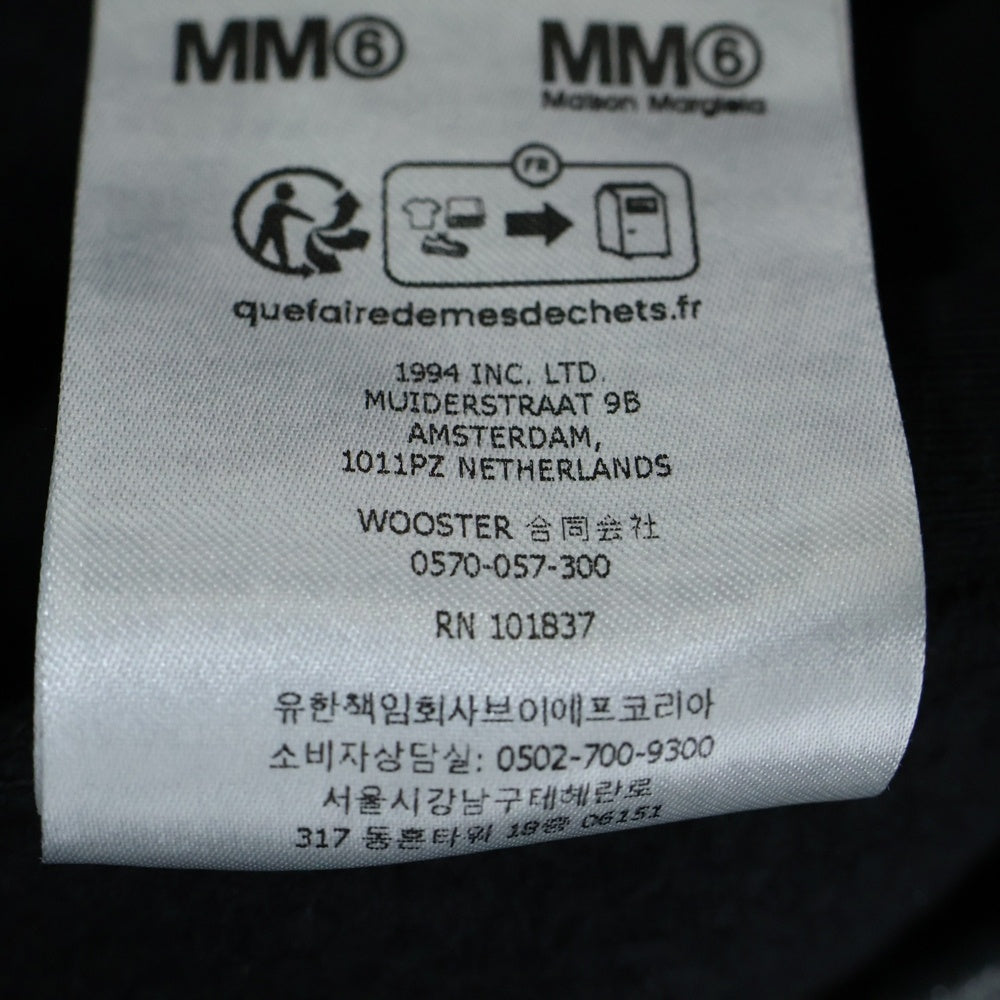 MM⑥ MM⑥
Maison Margiela
FR
quefairedemesdechets.fr
1994 INC. LTD.
MUIDERSTRAAT 9B
AMSTERDAM,
1011PZ NETHERLANDS
WOOSTER 合同会社
0570-057-300
RN 101837
유한책임회사브이에프코리아
소비자상담실: 0502-700-9300
서울시강남구테헤란로
317 동훈타워 18층 06151